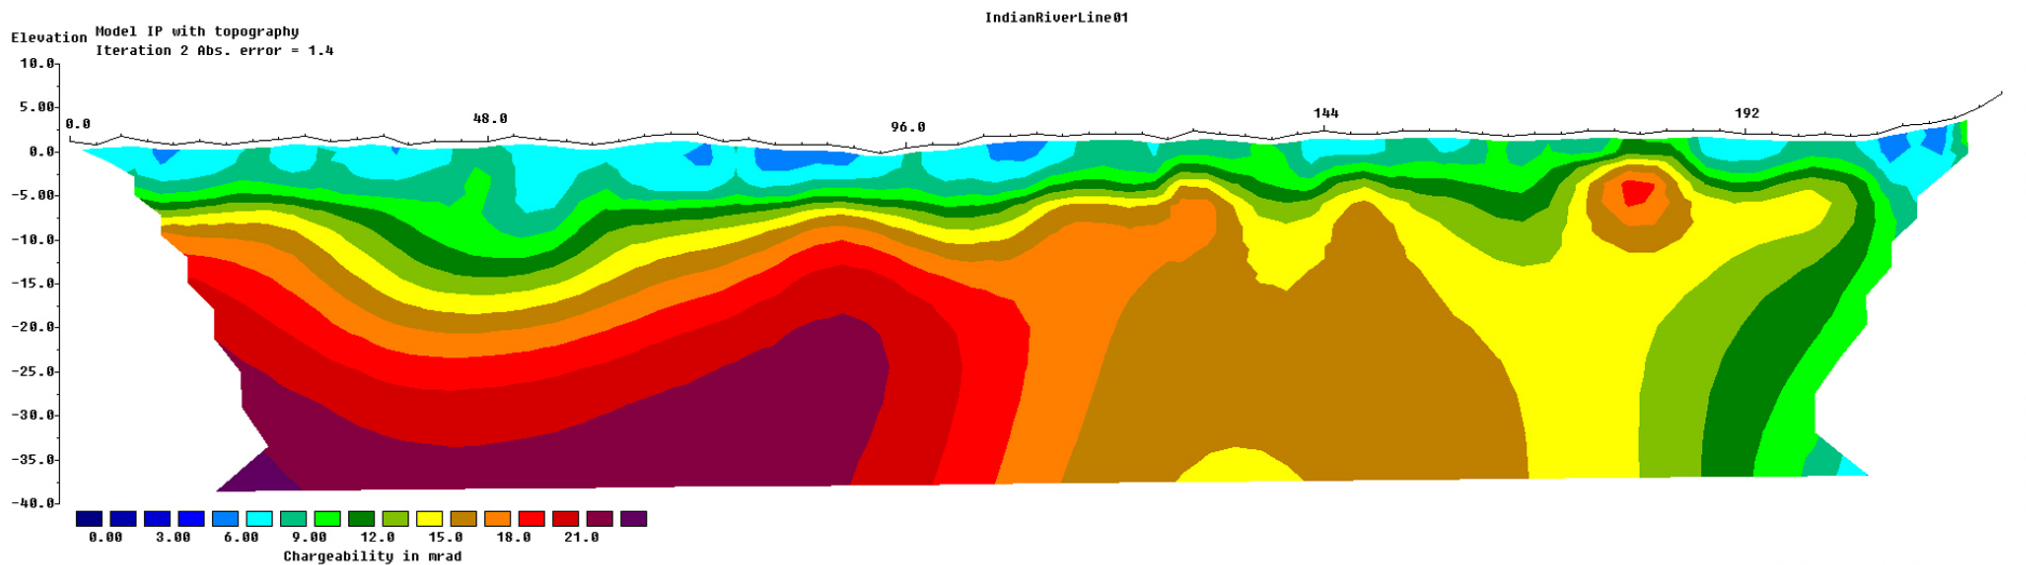 IndianRiverLine01
Model IP with topography
Elevation
Iteration 2 Abs. error = 1.4
10.0
5.00
0.0
48.0
96.0
144
192
0.0
-5.00
-10.0
-15.0
-20.0
-25.0
-30.0
-35.0
-40.0
0.00 3.00 6.00 9.00 12.0 15.0 18.0 21.0
Chargeability in mrad